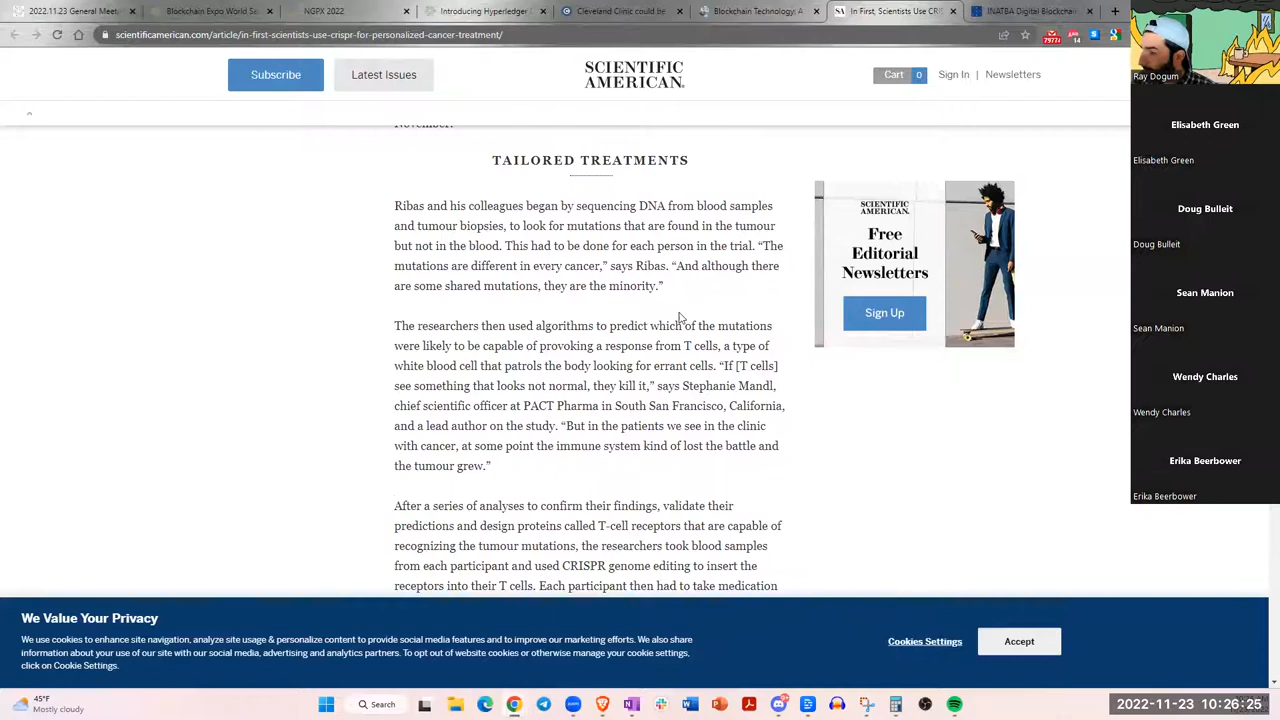 2022.11.23 General Meeti
Blockchain Expo World Se
NGPX 2022
Introducing Hyperledger
Cleveland Clinic could be
Blockchain Technology A
In First, Scientists Use CRIS
INATBA Digital Blockchain
scientificamerican.com/article/in-first-scientists-use-crispr-for-personalized-cancer-treatment/
Subscribe
Latest Issues
SCIENTIFIC
AMERICAN
Cart 0 Sign In | Newsletters
November.
TAILORED TREATMENTS
Ribas and his colleagues began by sequencing DNA from blood samples
and tumour biopsies, to look for mutations that are found in the tumour
but not in the blood. This had to be done for each person in the trial. “The
mutations are different in every cancer,” says Ribas. “And although there
are some shared mutations, they are the minority.”
The researchers then used algorithms to predict which of the mutations
were likely to be capable of provoking a response from T cells, a type of
white blood cell that patrols the body looking for errant cells. “If [T cells]
see something that looks not normal, they kill it,” says Stephanie Mandl,
chief scientific officer at PACT Pharma in South San Francisco, California,
and a lead author on the study. “But in the patients we see in the clinic
with cancer, at some point the immune system kind of lost the battle and
the tumour grew.”
After a series of analyses to confirm their findings, validate their
predictions and design proteins called T-cell receptors that are capable of
recognizing the tumour mutations, the researchers took blood samples
from each participant and used CRISPR genome editing to insert the
receptors into their T cells. Each participant then had to take medication
SCIENTIFIC
AMERICAN.
Free
Editorial
Newsletters
Sign Up
Ray Dogum
Elisabeth Green
Elisabeth Green
Doug Bulleit
Doug Bulleit
Sean Manion
Sean Manion
Wendy Charles
Wendy Charles
Erika Beerbower
Erika Beerbower
We Value Your Privacy
We use cookies to enhance site navigation, analyze site usage & personalize content to provide social media features and to improve our marketing efforts. We also share
information about your use of our site with our social media, advertising and analytics partners. To opt out of website cookies or otherwise manage your cookie settings,
click on Cookie Settings.
Cookies Settings
Accept
45°F
Mostly cloudy
Search
2022-11-23 10:26:25